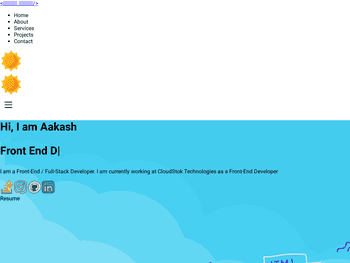 Home
About
Services
Projects
Contact
Hi, I am Aakash
Front End D|
I am a Front End / Full-Stack Developer. I am currently working at CloudStok Technologies as a Front-End Developer
Resume